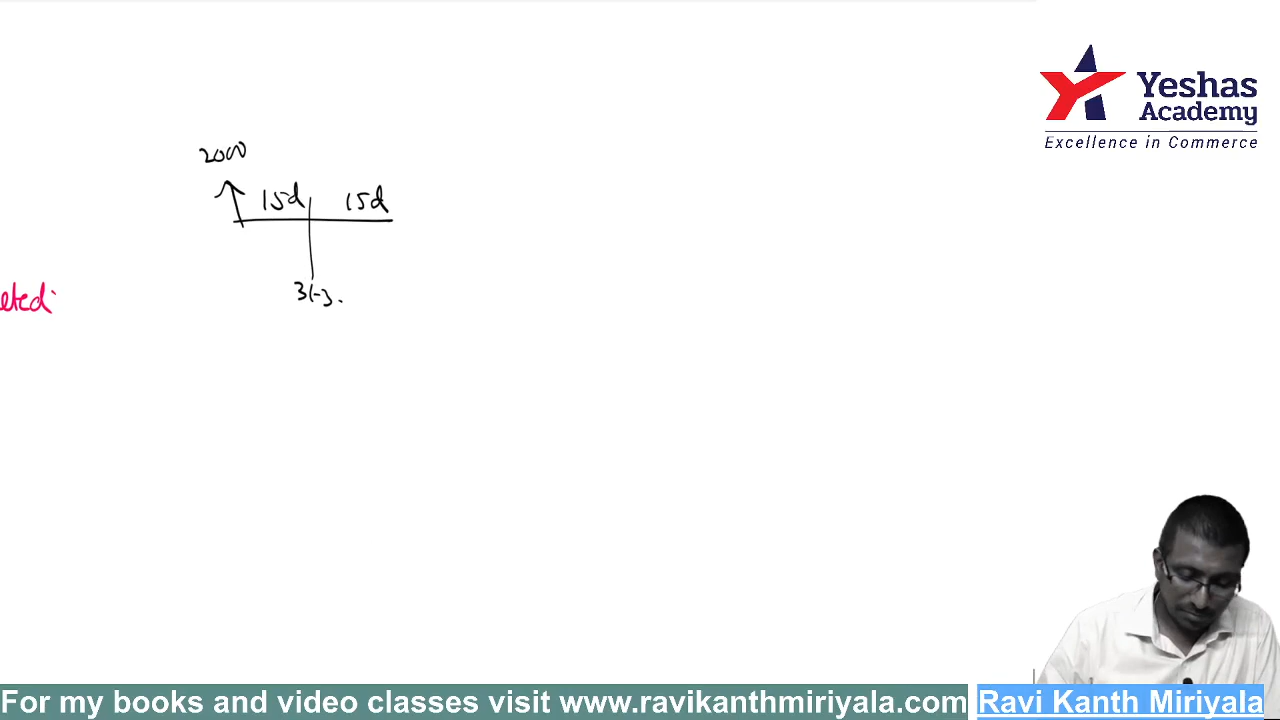 Yeshas
Academy
Excellence in Commerce
2000
15d 15d
eted
31-3.
For my books and video classes visit www.ravikanthmiriyala.com Ravi Kanth Miriyala